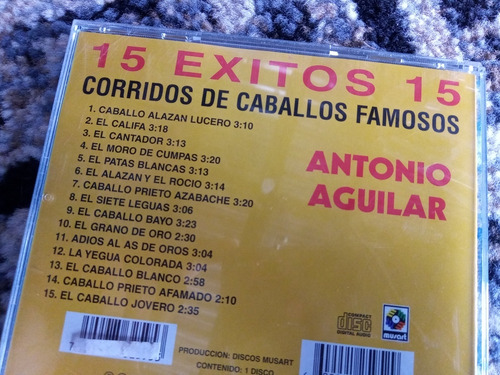 15 EXITOS 15
CORRIDOS DE CABALLOS FAMOSOS
1. CABALLO ALAZAN LUCERO 3:10
2. EL CALIFA 3:18
3. EL CANTADOR 3:13
4. EL MORO DE CUMPAS 3:20
5. EL PATAS BLANCAS 3:13
6. EL ALAZAN Y EL ROCIO 3:14
7. CABALLO PRIETO AZABACHE 3:20
8. EL SIETE LEGUAS 3:06
9. EL CABALLO BAYO 3:23
10. EL GRANO DE ORO 2:30
11. ADIOS AL AS DE OROS 3:04
12. LA YEGUA COLORADA 3:04
13. EL CABALLO BLANCO 2:58
14. CABALLO PRIETO AFAMADO 2:10
15. EL CABALLO JOVERO 2:35
ANTONIO
AGUILAR
COMPACT
disc
DIGITAL AUDIO
musart
7
PRODUCCION: DISCOS MUSART
CONTENIDO: 1 DISCO